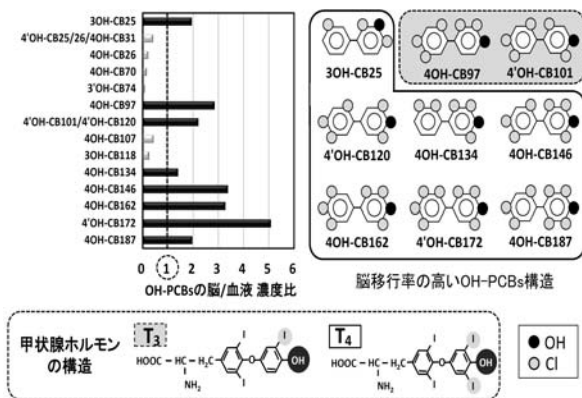 3OH-CB25
4'OH-CB25/26/4OH-CB31
4OH-CB26
4OH-CB70
3'OH-CB74
4OH-CB97
4'OH-CB101/4'OH-CB120
4OH-CB107
3OH-CB118
4OH-CB134
4OH-CB146
4OH-CB162
4'OH-CB172
4OH-CB187
0 1 2 3 4 5 6
OH-PCBsの脳/血液 濃度比
3OH-CB25 4OH-CB97 4'OH-CB101
4'OH-CB120 4OH-CB134 4OH-CB146
4OH-CB162 4'OH-CB172 4OH-CB187
脳移行率の高いOH-PCBs構造
甲状腺ホルモン
の構造
T₃
I I
HOOC—CH—H₂C O OH
NH₂ I
T₄
I I
HOOC—CH—H₂C O OH
NH₂ I I
OH
Cl